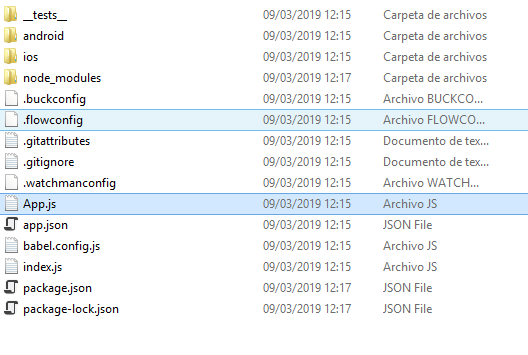 __tests__ 09/03/2019 12:15 Carpeta de archivos
android 09/03/2019 12:15 Carpeta de archivos
ios 09/03/2019 12:15 Carpeta de archivos
node_modules 09/03/2019 12:17 Carpeta de archivos
.buckconfig 09/03/2019 12:15 Archivo BUCKCO...
.flowconfig 09/03/2019 12:15 Archivo FLOWCO...
.gitattributes 09/03/2019 12:15 Documento de tex...
.gitignore 09/03/2019 12:15 Documento de tex...
.watchmanconfig 09/03/2019 12:15 Archivo WATCH...
App.js 09/03/2019 12:15 Archivo JS
app.json 09/03/2019 12:15 JSON File
babel.config.js 09/03/2019 12:15 Archivo JS
index.js 09/03/2019 12:15 Archivo JS
package.json 09/03/2019 12:17 JSON File
package-lock.json 09/03/2019 12:17 JSON File